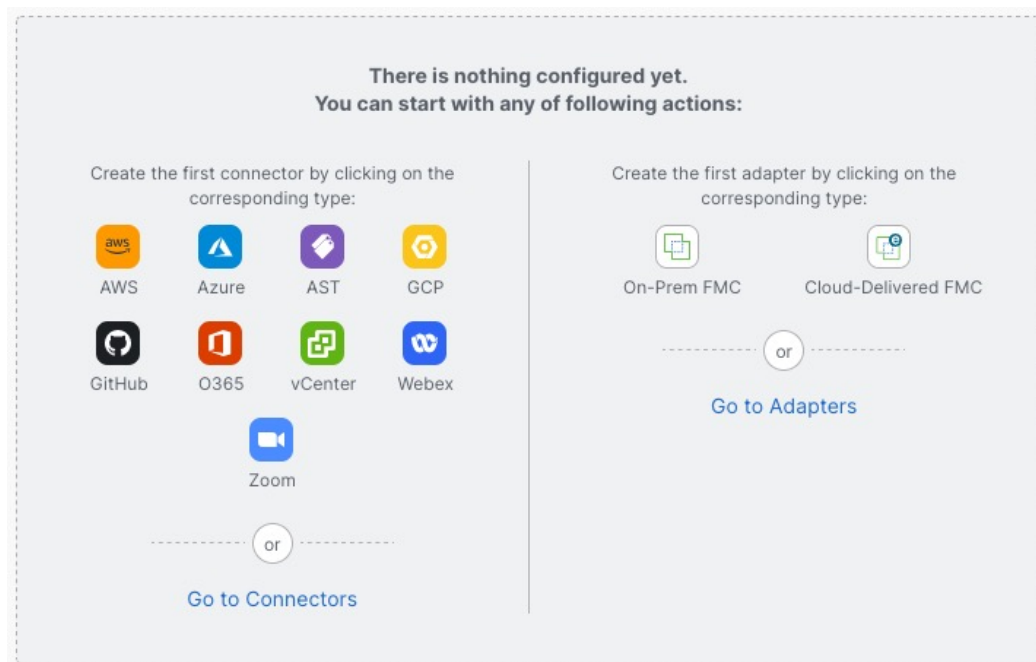 There is nothing configured yet.
You can start with any of following actions:
Create the first connector by clicking on the
corresponding type:
aws
AWS
Azure
AST
GCP
GitHub
O365
vCenter
Webex
Zoom
or
Go to Connectors
Create the first adapter by clicking on the
corresponding type:
e
On-Prem FMC
Cloud-Delivered FMC
or
Go to Adapters